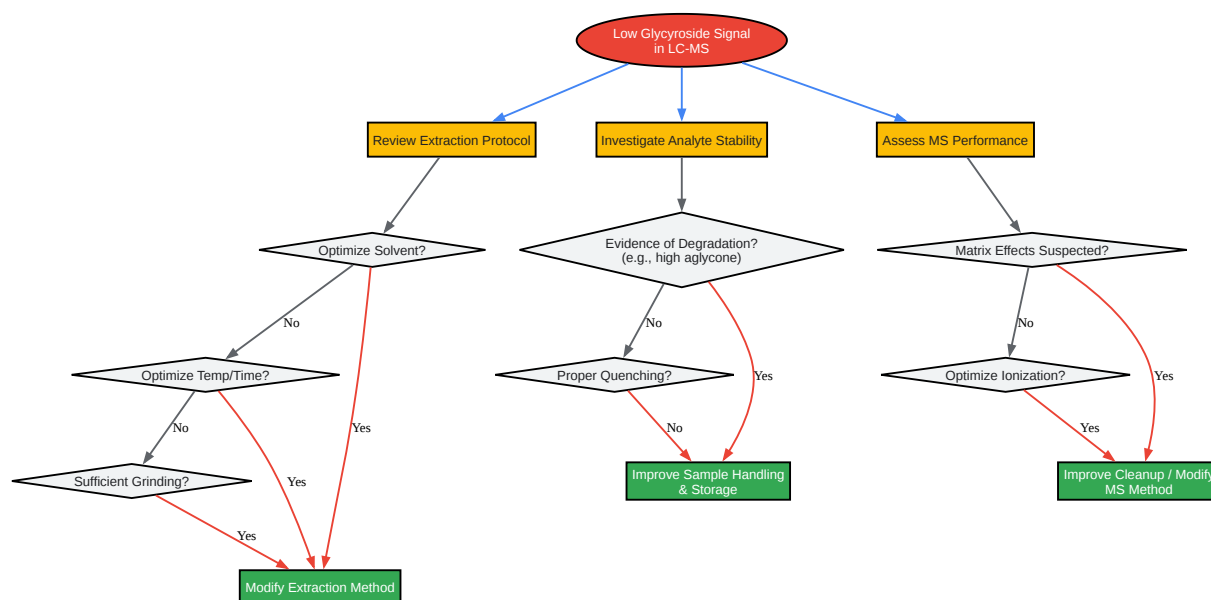 Low Glycyroside Signal
in LC-MS
Review Extraction Protocol
Investigate Analyte Stability
Assess MS Performance
Optimize Solvent?
Evidence of Degradation?
(e.g., high aglycone)
Matrix Effects Suspected?
No
No
No
Optimize Temp/Time?
Proper Quenching?
Optimize Ionization?
Yes
Yes
No
Yes
No
Yes
Sufficient Grinding?
Yes
Improve Sample Handling
& Storage
Improve Cleanup / Modify
MS Method
Yes
Modify Extraction Method